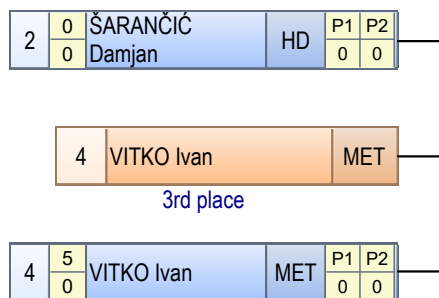 2 0 ŠARANČIĆ HD P1 P2
0 Damjan 0 0
4 VITKO Ivan MET
3rd place
4 5 VITKO Ivan MET P1 P2
0 0 0